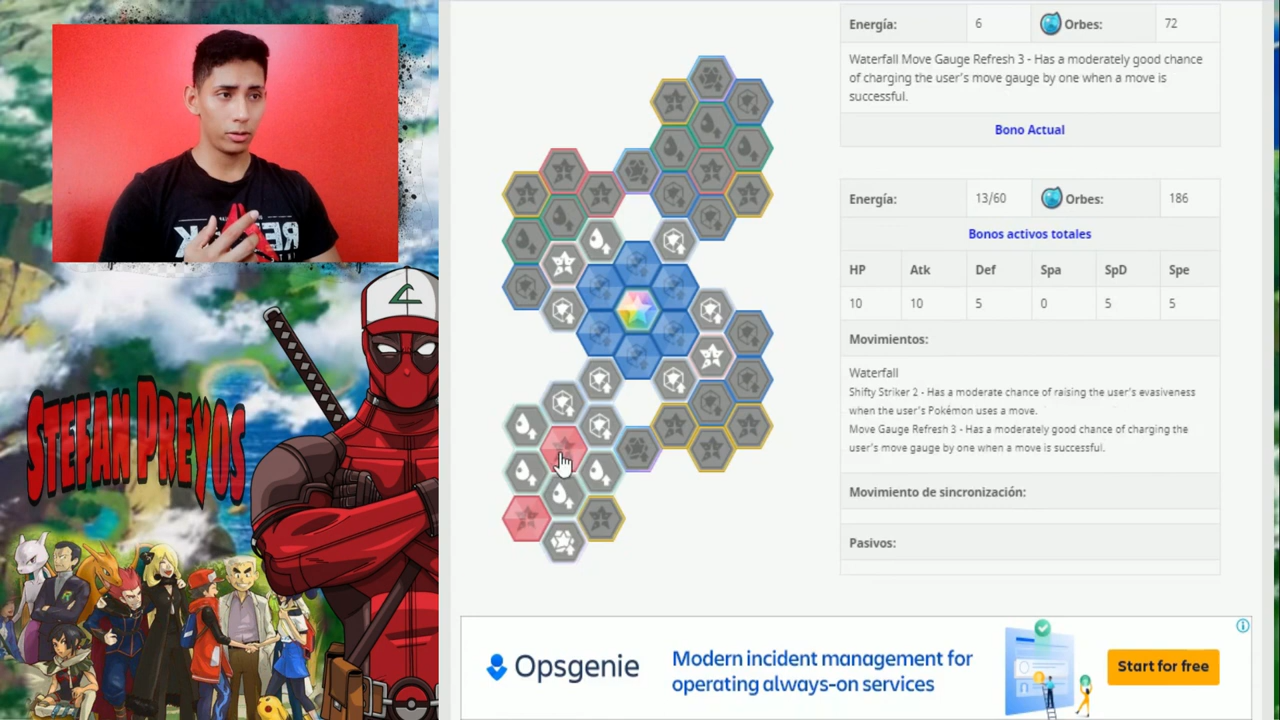 STEFAN PREYOS
Energía: 6 Orbes: 72
Waterfall Move Gauge Refresh 3 - Has a moderately good chance
of charging the user's move gauge by one when a move is
successful.
Bono Actual
Energía: 13/60 Orbes: 186
Bonos activos totales
HP Atk Def Spa SpD Spe
10 10 5 0 5 5
Movimientos:
Waterfall
Shifty Striker 2 - Has a moderate chance of raising the user's evasiveness
when the user's Pokémon uses a move.
Move Gauge Refresh 3 - Has a moderately good chance of charging the
user's move gauge by one when a move is successful.
Movimiento de sincronización:
Pasivos:
Opsgenie
Modern incident management for
operating always-on services
Start for free